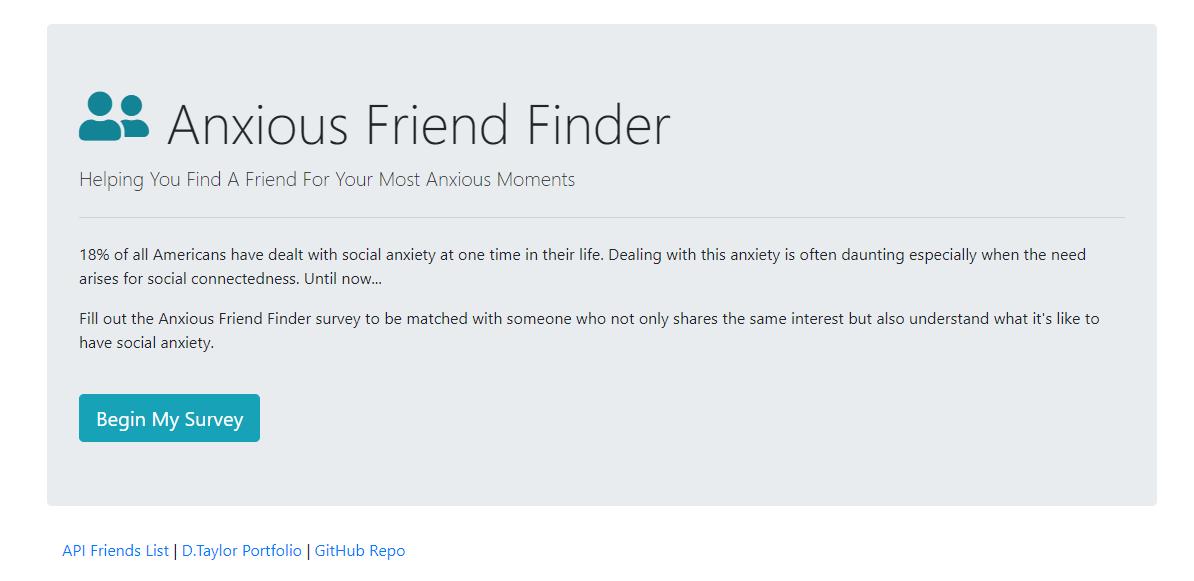 Anxious Friend Finder
Helping You Find A Friend For Your Most Anxious Moments
18% of all Americans have dealt with social anxiety at one time in their life. Dealing with this anxiety is often daunting especially when the need
arises for social connectedness. Until now...
Fill out the Anxious Friend Finder survey to be matched with someone who not only shares the same interest but also understand what it's like to
have social anxiety.
Begin My Survey
API Friends List | D.Taylor Portfolio | GitHub Repo